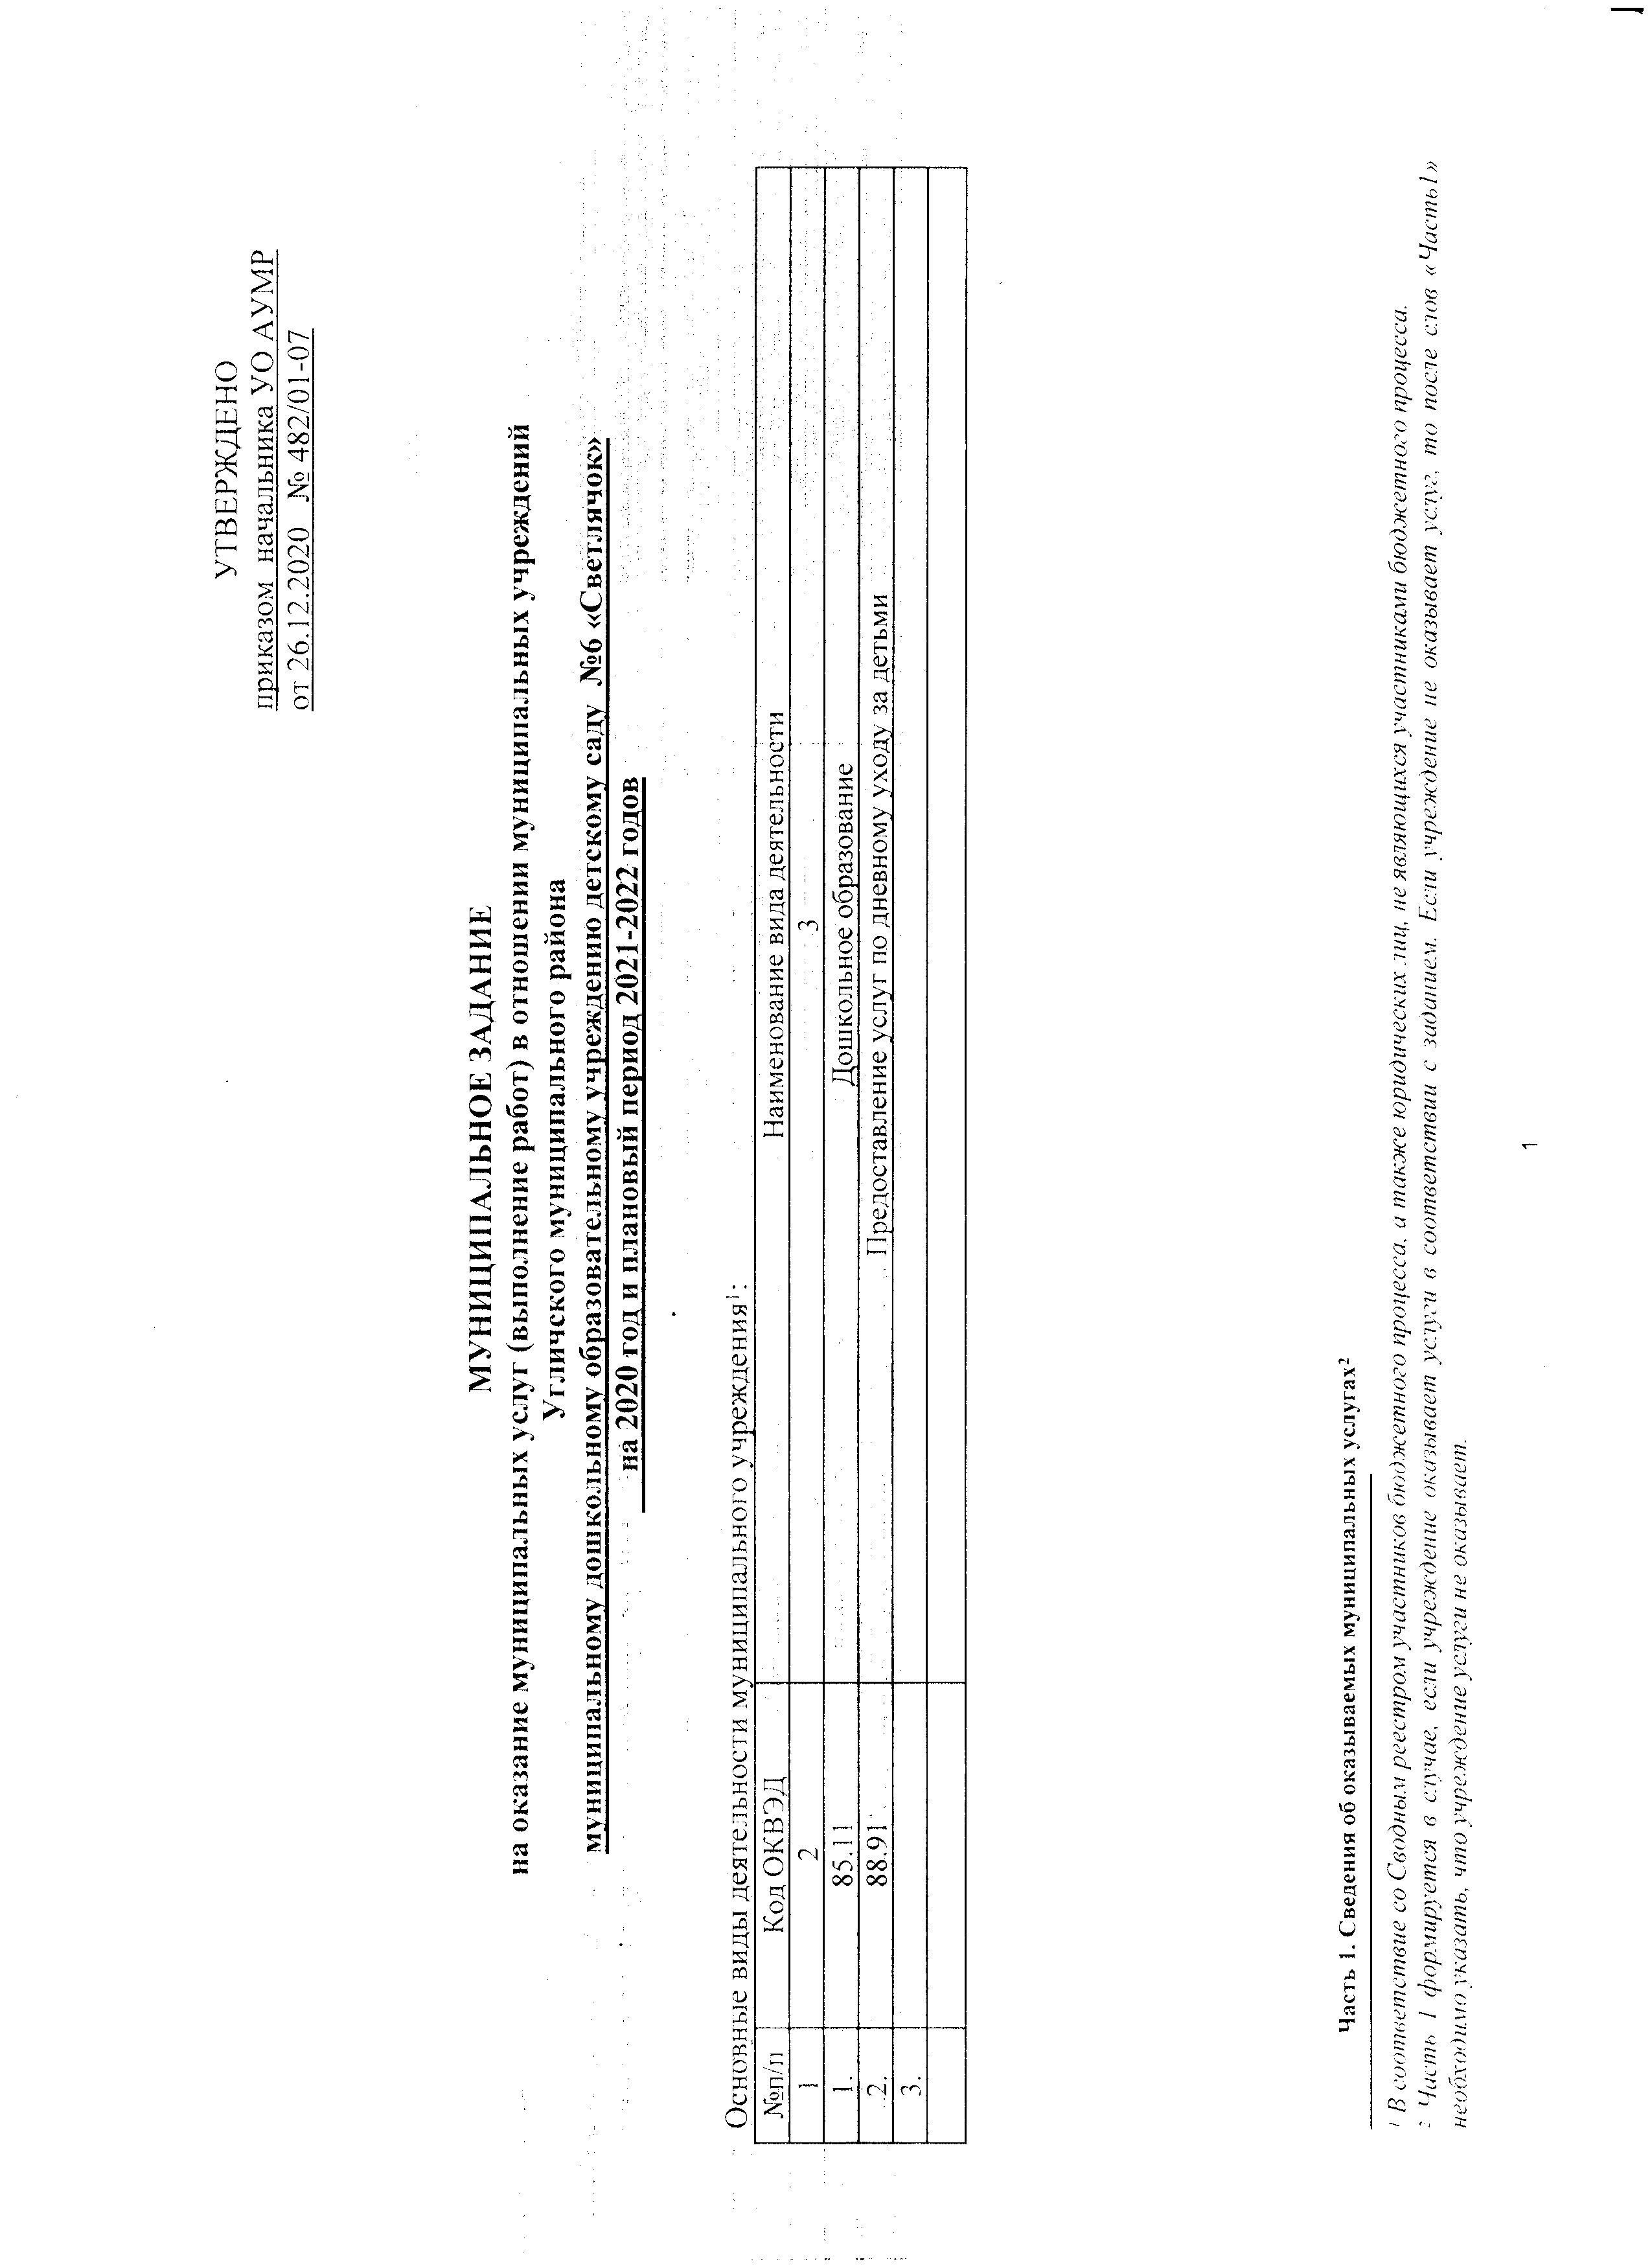 УТВЕРЖДЕНО
приказом начальника УО АУМР
от 26.12.2020 № 482/01-07
МУНИЦИПАЛЬНОЕ ЗАДАНИЕ
на оказание муниципальных услуг (выполнение работ) в отношении муниципальных учреждений
Угличского муниципального района
муниципальному дошкольному образовательному учреждению детскому саду №6 «Светлячок»
на 2020 год и плановый период 2021-2022 годов
Основные виды деятельности муниципального учреждения¹:
№п/п Код ОКВЭД Наименование вида деятельности
1 2 3
1. 85.11 Дошкольное образование
2. 88.91 Предоставление услуг по дневному уходу за детьми
3.
Часть 1. Сведения об оказываемых муниципальных услугах²
¹ В соответствие со Сводным реестром участников бюджетного процесса, а также юридических лиц, не являющихся участниками бюджетного процесса.
² Часть 1 формируется в случае, если учреждение оказывает услуги в соответствии с заданием. Если учреждение не оказывает услуг, то после слов «Часть1»
необходимо указать, что учреждение услуги не оказывает.
1